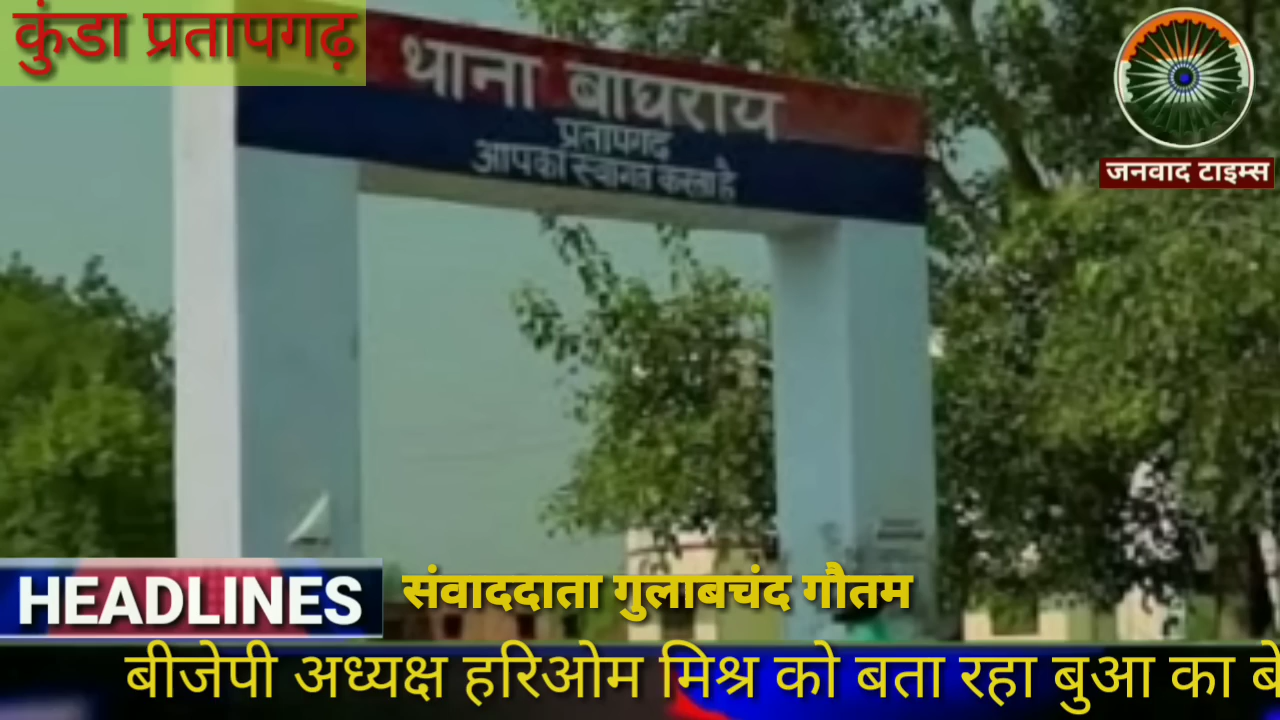 कुंडा प्रतापगढ़
थाना बाघराय
प्रतापगढ
आपका स्वागत करता है
जनवाद टाइम्स
HEADLINES
संवाददाता गुलाबचंद गौतम
बीजेपी अध्यक्ष हरिओम मिश्र को बता रहा बुआ का बे